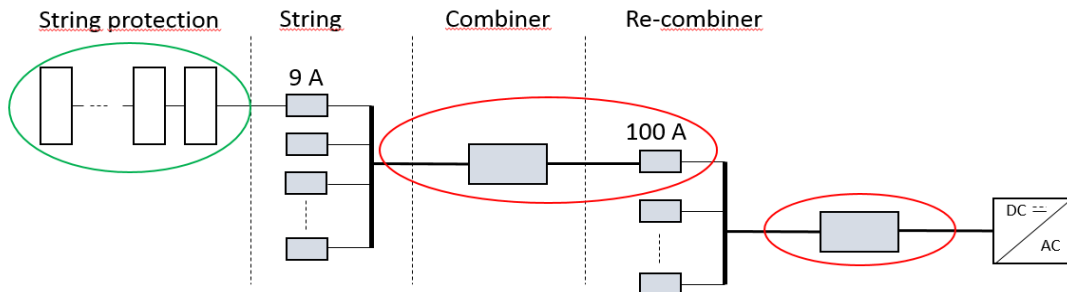 String protection
String
Combiner
Re-combiner
9 A
100 A
DC
AC